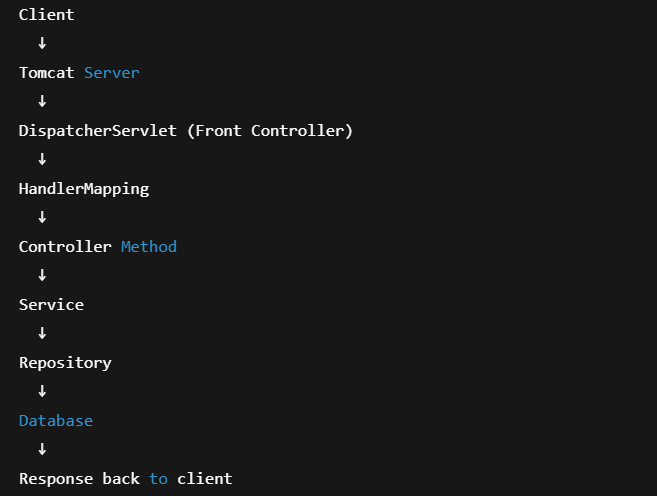 Client
↓
Tomcat Server
↓
DispatcherServlet (Front Controller)
↓
HandlerMapping
↓
Controller Method
↓
Service
↓
Repository
↓
Database
↓
Response back to client